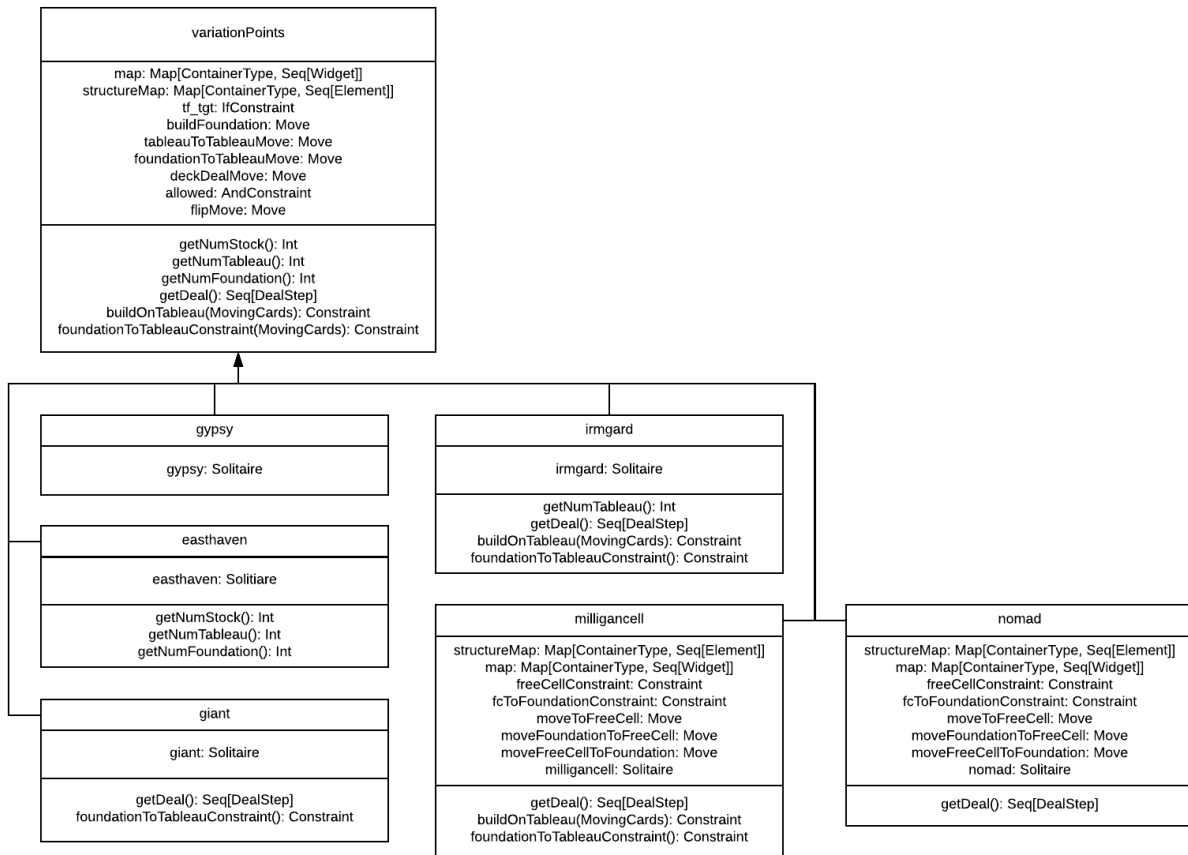 variationPoints
map: Map[ContainerType, Seq[Widget]]
structureMap: Map[ContainerType, Seq[Element]]
tf_tgt: IfConstraint
buildFoundation: Move
tableauToTableauMove: Move
foundationToTableauMove: Move
deckDealMove: Move
allowed: AndConstraint
flipMove: Move
getNumStock(): Int
getNumTableau(): Int
getNumFoundation(): Int
getDeal(): Seq[DealStep]
buildOnTableau(MovingCards): Constraint
foundationToTableauConstraint(MovingCards): Constraint
gypsy
gypsy: Solitaire
irmgard
irmgard: Solitaire
getNumTableau(): Int
getDeal(): Seq[DealStep]
buildOnTableau(MovingCards): Constraint
foundationToTableauConstraint(): Constraint
easthaven
easthaven: Solitiare
getNumStock(): Int
getNumTableau(): Int
getNumFoundation(): Int
giant
giant: Solitaire
getDeal(): Seq[DealStep]
foundationToTableauConstraint(): Constraint
milligancell
structureMap: Map[ContainerType, Seq[Element]]
map: Map[ContainerType, Seq[Widget]]
freeCellConstraint: Constraint
fcToFoundationConstraint: Constraint
moveToFreeCell: Move
moveFoundationToFreeCell: Move
moveFreeCellToFoundation: Move
milligancell: Solitaire
getDeal(): Seq[DealStep]
buildOnTableau(MovingCards): Constraint
foundationToTableauConstraint(): Constraint
nomad
structureMap: Map[ContainerType, Seq[Element]]
map: Map[ContainerType, Seq[Widget]]
freeCellConstraint: Constraint
fcToFoundationConstraint: Constraint
moveToFreeCell: Move
moveFoundationToFreeCell: Move
moveFreeCellToFoundation: Move
nomad: Solitaire
getDeal(): Seq[DealStep]